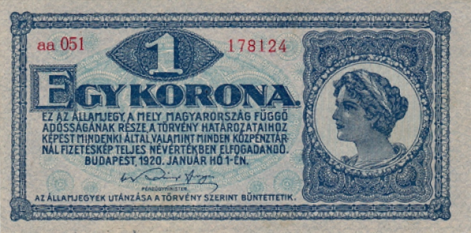 aa 051
1
178124
EGY KORONA.
EZ AZ ÁLLAMJEGY, A MELY MAGYARORSZÁG FÜGGŐ
ADÓSSÁGÁNAK RÉSZE, A TÖRVÉNY HATÁROZATAIHOZ
KÉPEST MINDENKI ÁLTAL, VALAMINT MINDEN KÖZPÉNZTÁR-
NÁL FIZETÉSKÉP TELJES NÉVÉRTÉKBEN ELFOGADANDÓ.
BUDAPEST, 1920. JANUÁR HÓ 1-ÉN.
PÉNZÜGYMINISTER.
AZ ÁLLAMJEGYEK UTÁNZÁSA A TÖRVÉNY SZERINT BÜNTETTETIK.